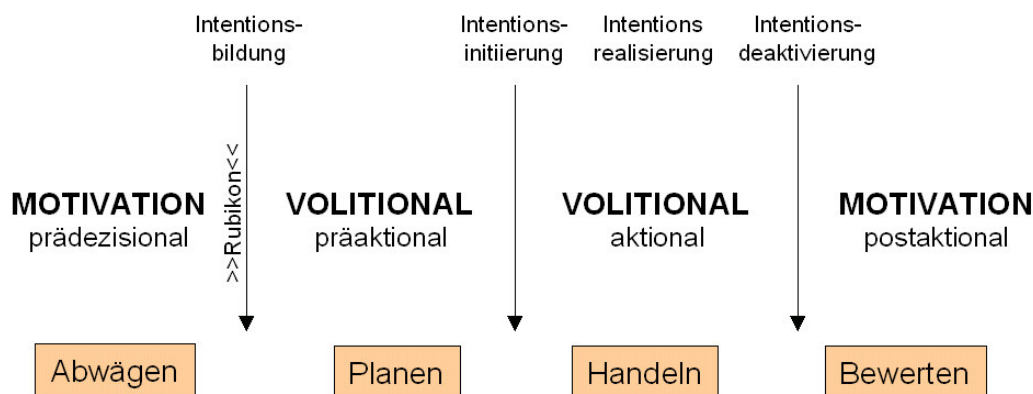 Intentions-
bildung
Intentions-
initiierung
Intentions
realisierung
Intentions-
deaktivierung
>>Rubikon<<
MOTIVATION
prädezisional
VOLITIONAL
präaktional
VOLITIONAL
aktional
MOTIVATION
postaktional
Abwägen
Planen
Handeln
Bewerten